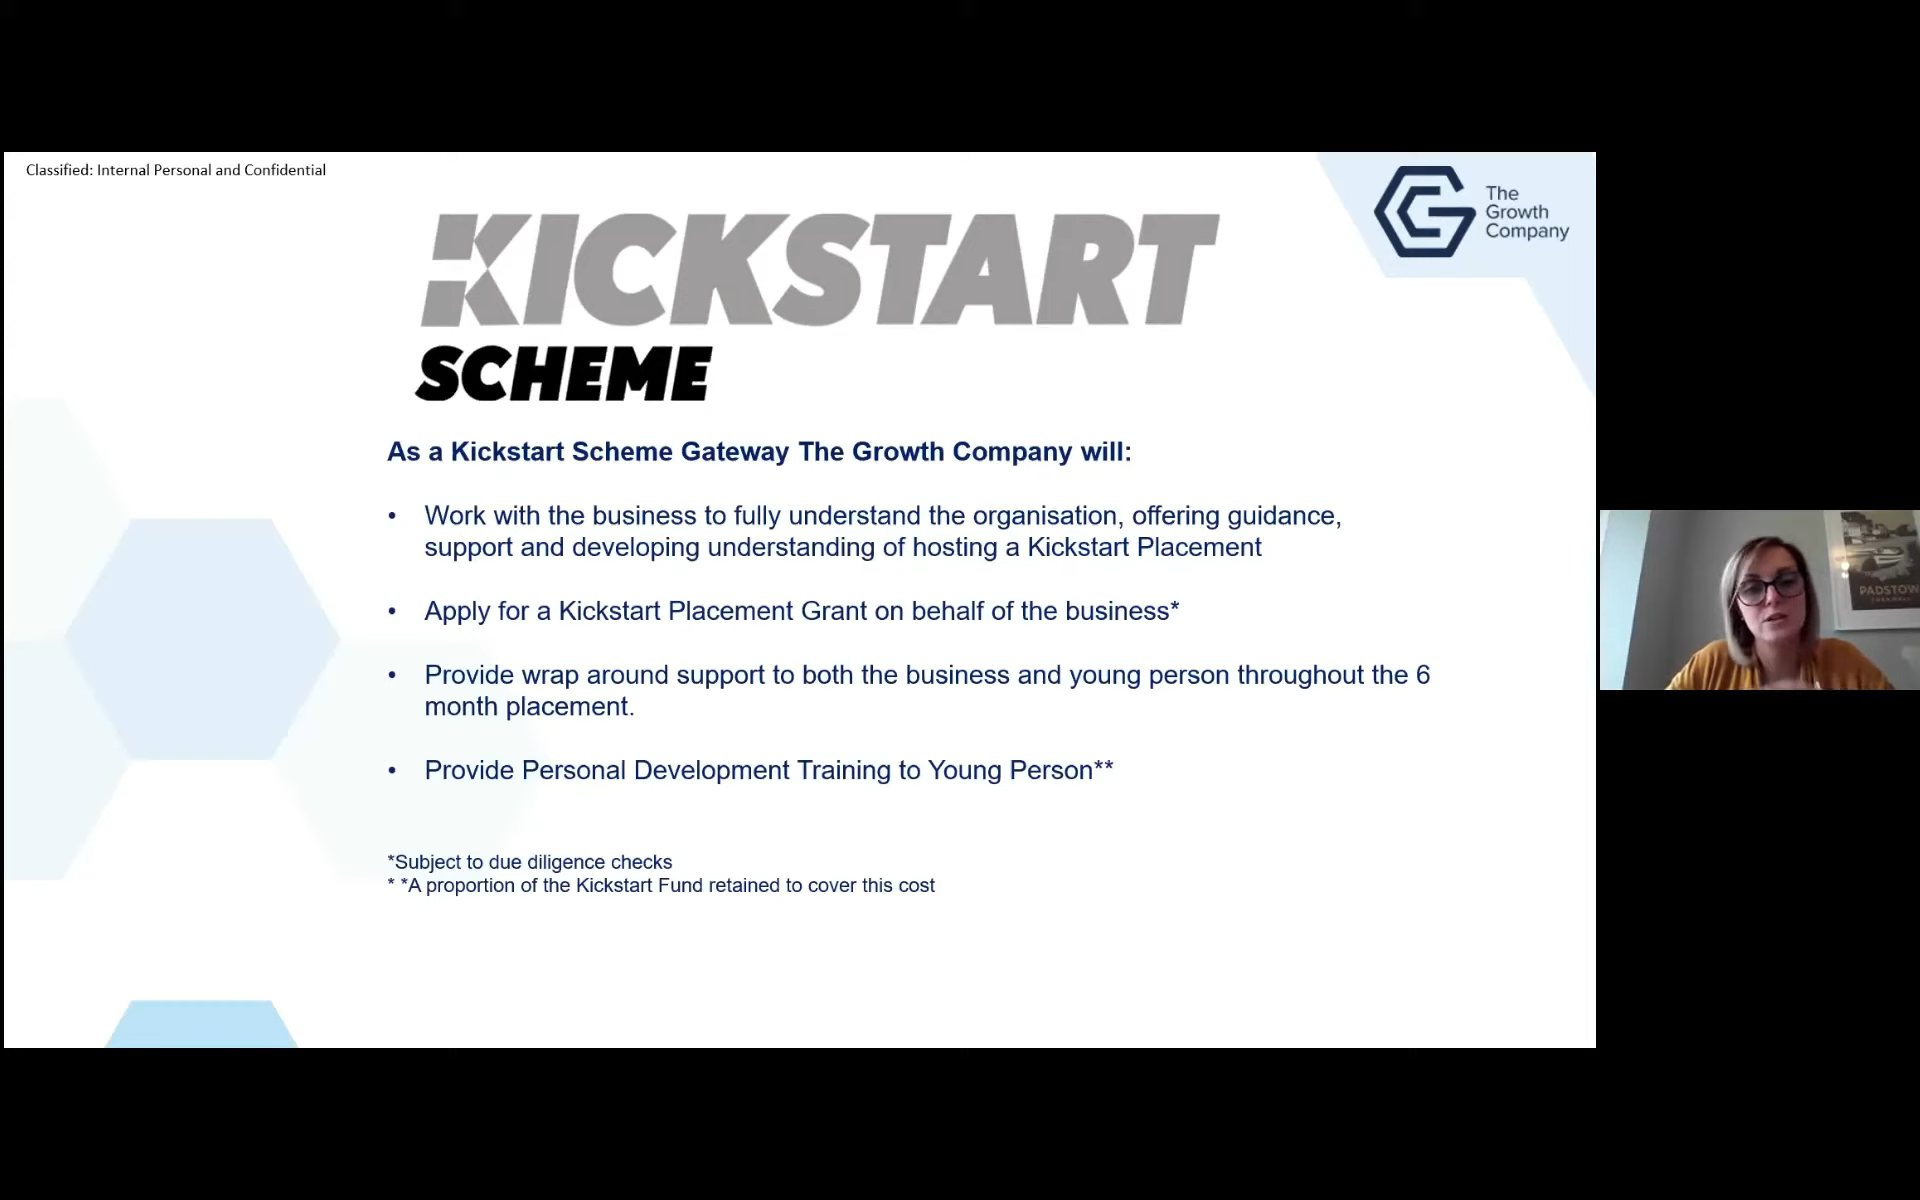 Classified: Internal Personal and Confidential
The
Growth
Company
KICKSTART
SCHEME
As a Kickstart Scheme Gateway The Growth Company will:
• Work with the business to fully understand the organisation, offering guidance,
support and developing understanding of hosting a Kickstart Placement
• Apply for a Kickstart Placement Grant on behalf of the business*
• Provide wrap around support to both the business and young person throughout the 6
month placement.
• Provide Personal Development Training to Young Person**
*Subject to due diligence checks
* *A proportion of the Kickstart Fund retained to cover this cost
PADSTOW